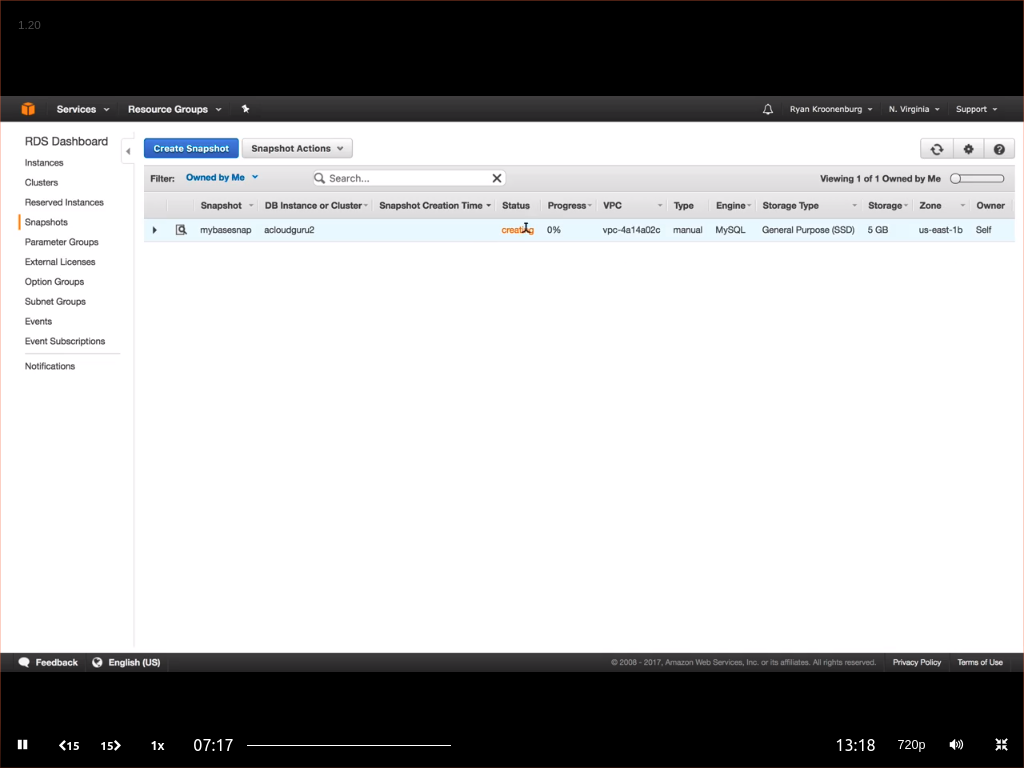 1.20
Services Resource Groups Ryan Kroonenburg N. Virginia Support
RDS Dashboard
Instances
Clusters
Reserved Instances
Snapshots
Parameter Groups
External Licenses
Option Groups
Subnet Groups
Events
Event Subscriptions
Notifications
Create Snapshot Snapshot Actions
Filter: Owned by Me Search... Viewing 1 of 1 Owned by Me
Snapshot DB Instance or Cluster Snapshot Creation Time Status Progress VPC Type Engine Storage Type Storage Zone Owner
mybasesnap acloudguru2 creating 0% vpc-4a14a02c manual MySQL General Purpose (SSD) 5 GB us-east-1b Self
Feedback English (US) © 2008 - 2017, Amazon Web Services, Inc. or its affiliates. All rights reserved. Privacy Policy Terms of Use
15 15 1x 07:17 13:18 720p